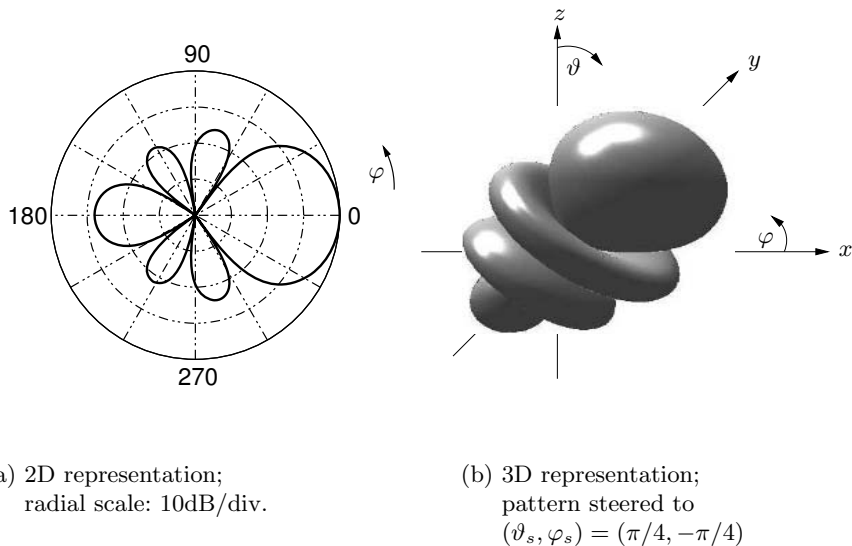 90
180
0
270
φ
z
ϑ
y
φ
x
a) 2D representation;
radial scale: 10dB/div.
(b) 3D representation;
pattern steered to
(ϑₛ, φₛ) = (π/4, −π/4)